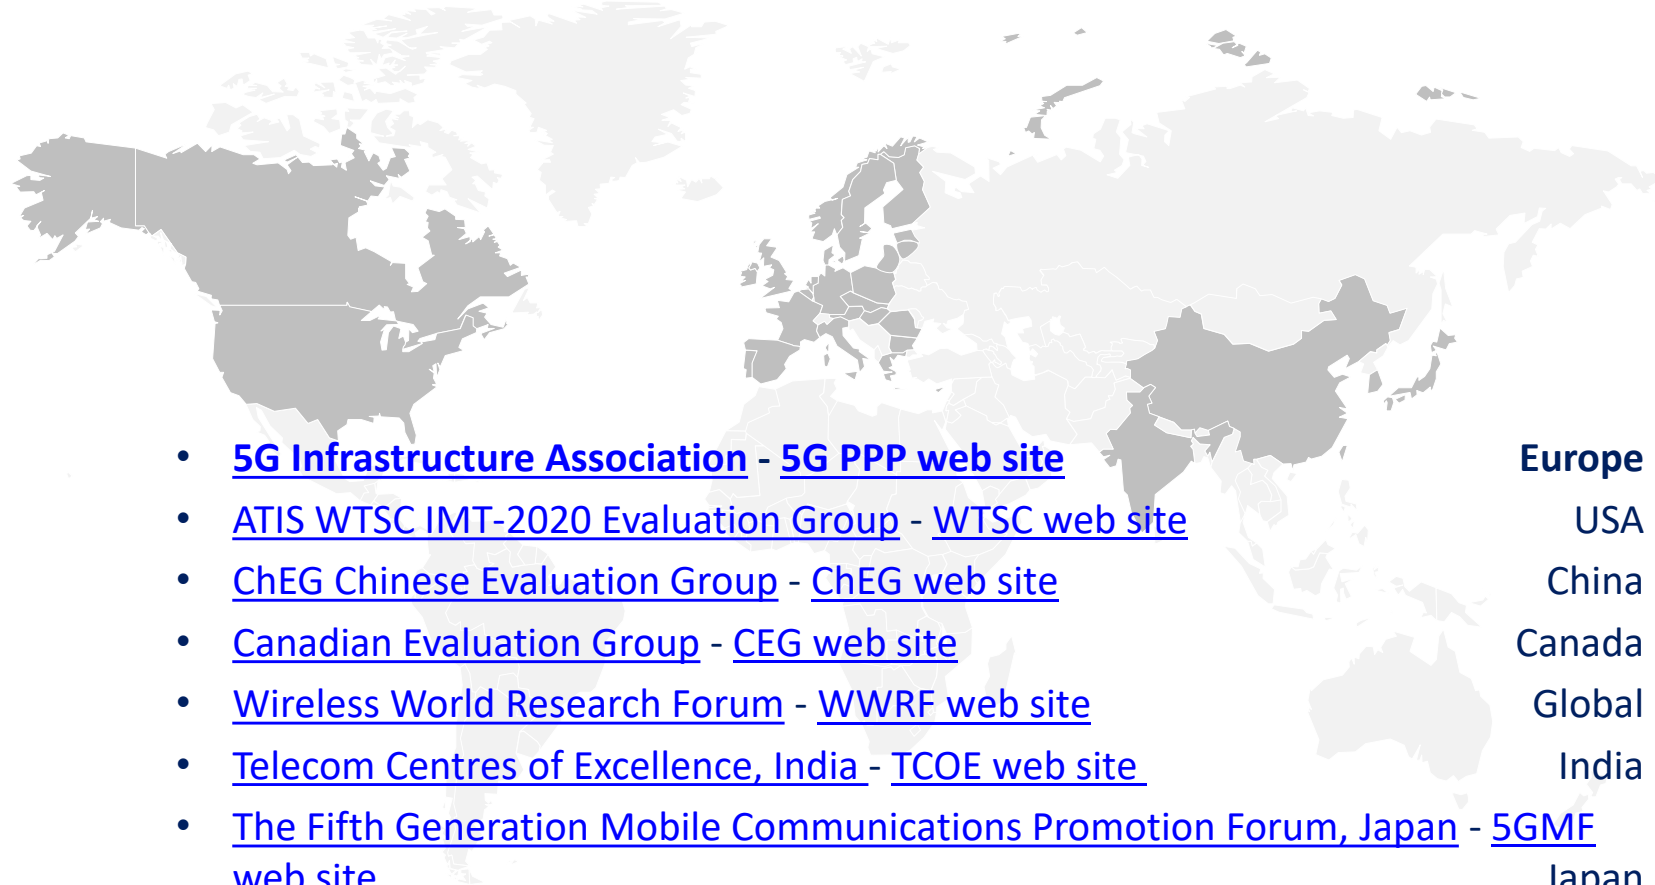 • 5G Infrastructure Association - 5G PPP web site Europe
• ATIS WTSC IMT-2020 Evaluation Group - WTSC web site USA
• ChEG Chinese Evaluation Group - ChEG web site China
• Canadian Evaluation Group - CEG web site Canada
• Wireless World Research Forum - WWRF web site Global
• Telecom Centres of Excellence, India - TCOE web site India
• The Fifth Generation Mobile Communications Promotion Forum, Japan - 5GMF
web site Japan